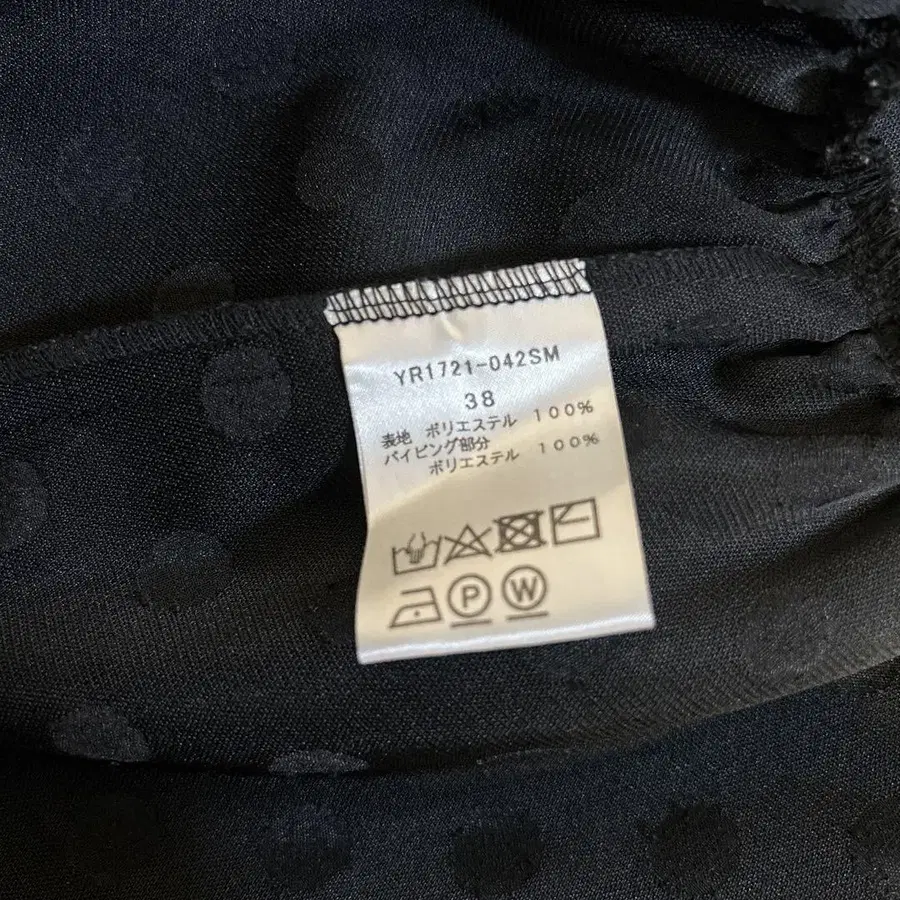 YR1721-042SM
38
表地 ポリエステル 100%
パイピング部分
ポリエステル 100%
P W